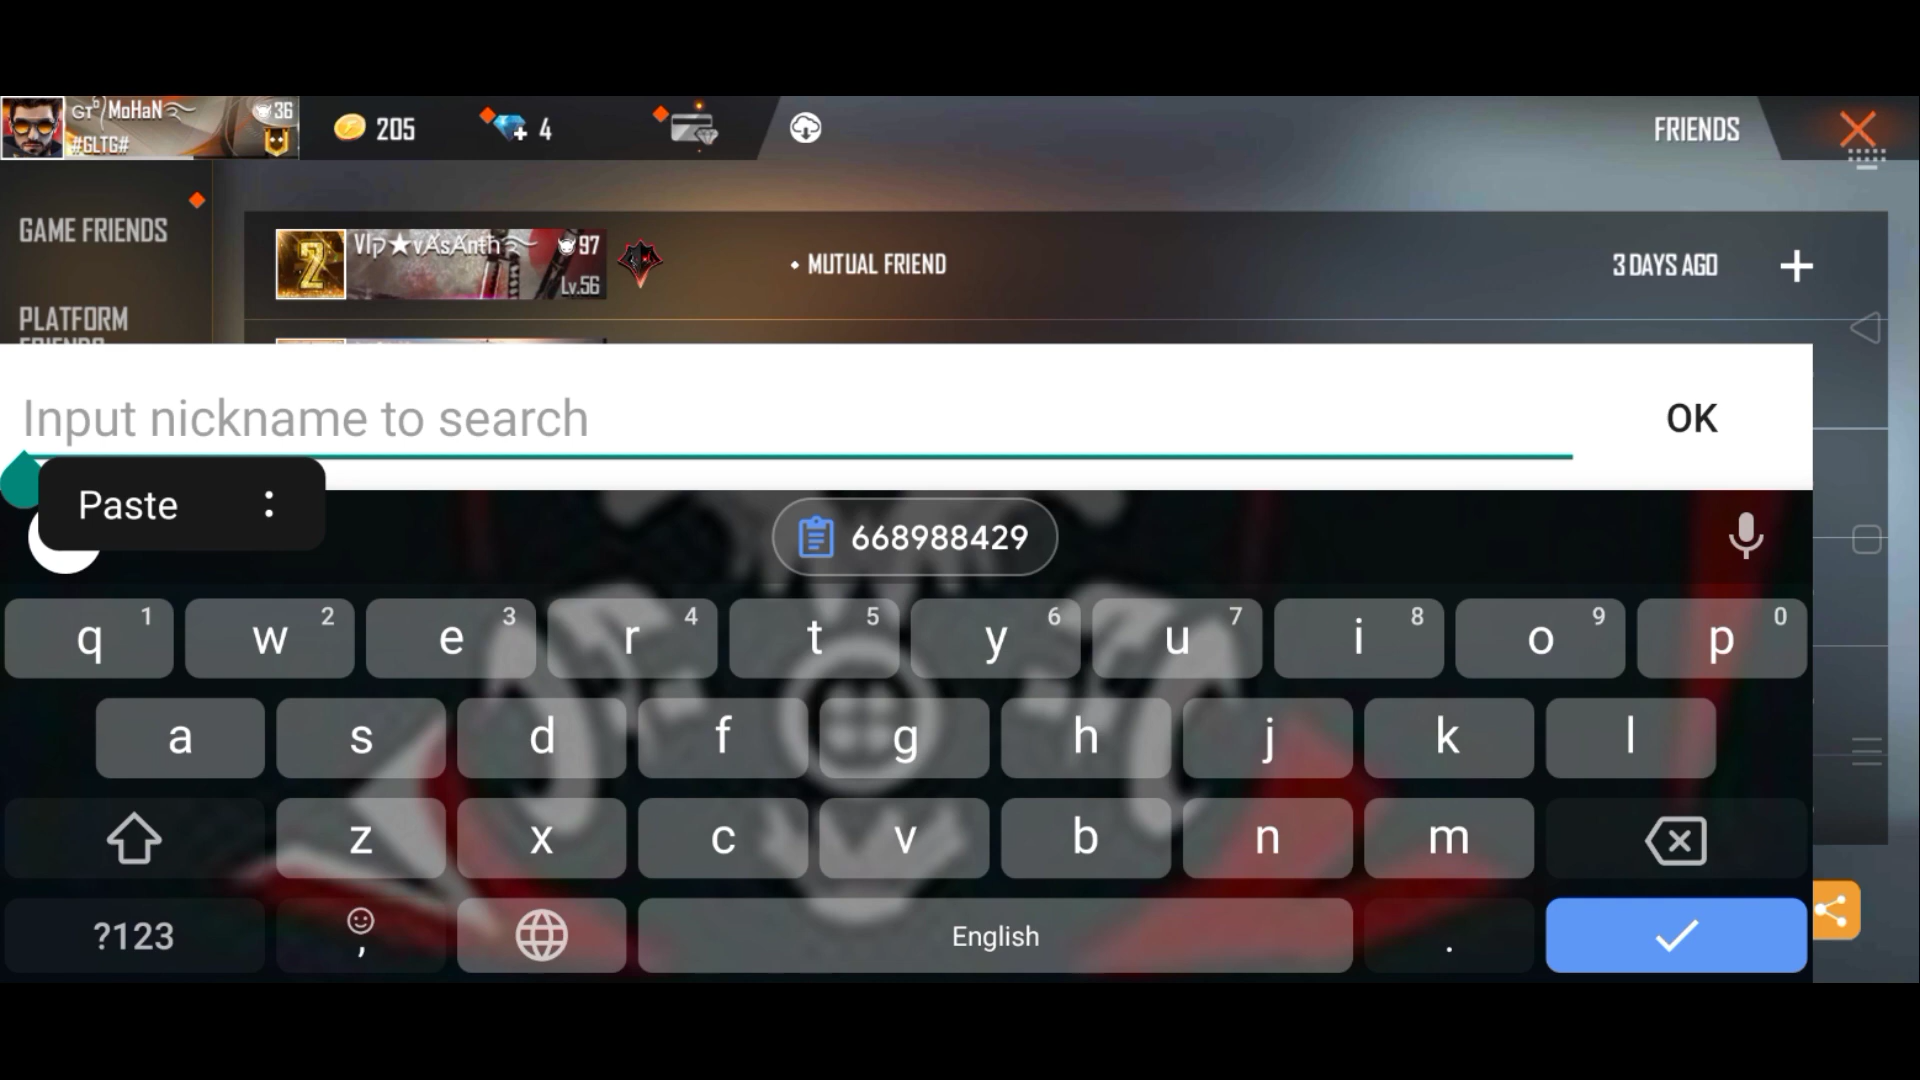 GT⁶⁾MoHaN
36
#GLTG#
205
4
FRIENDS
GAME FRIENDS
VIp★vAsAnth
97
Lv.56
• MUTUAL FRIEND
3 DAYS AGO
PLATFORM
FRIENDS
Input nickname to search
OK
Paste
668988429
q 1 w 2 e 3 r 4 t 5 y 6 u 7 i 8 o 9 p 0
a s d f g h j k l
z x c v b n m
?123 , English .